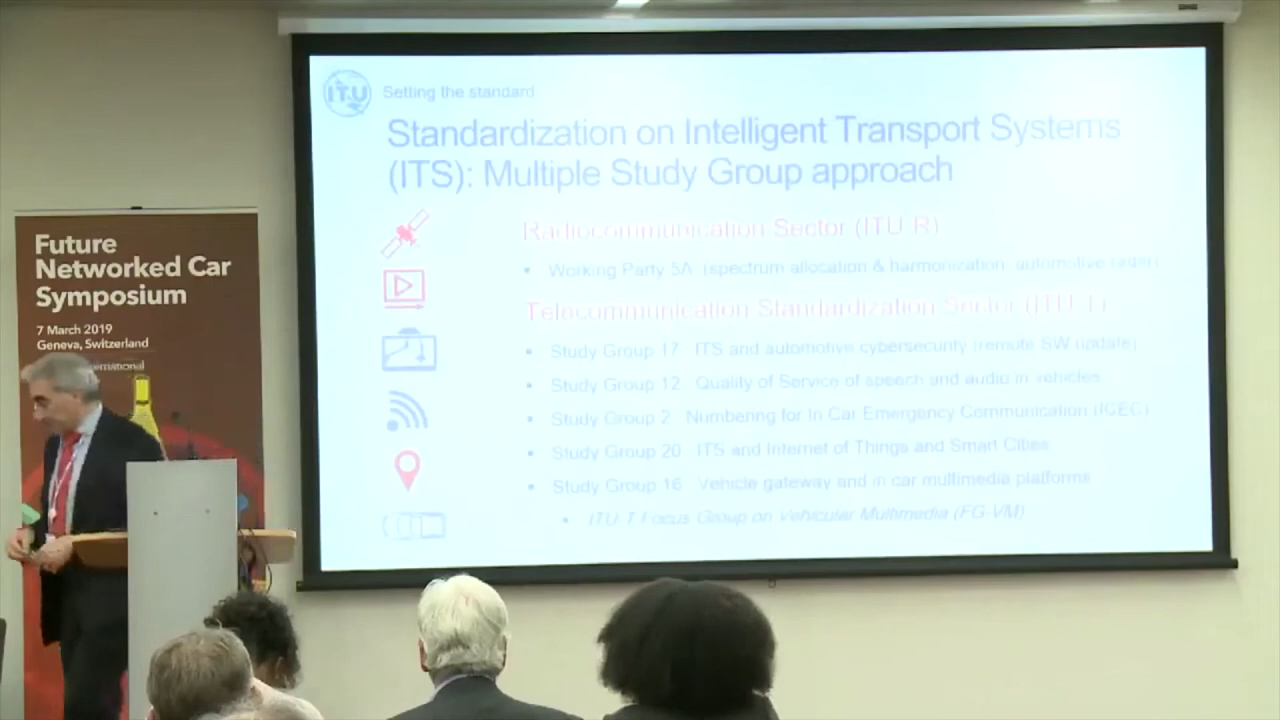 ITU
Setting the standard
Standardization on Intelligent Transport Systems
(ITS): Multiple Study Group approach
Radiocommunication Sector (ITU-R)
• Working Party 5A (spectrum allocation & harmonization, automotive radar)
Telecommunication Standardization Sector (ITU-T)
• Study Group 17 ITS and automotive cybersecurity (remote SW update)
• Study Group 12 Quality of Service of speech and audio in vehicles
• Study Group 2 Numbering for In Car Emergency Communication (ICEC)
• Study Group 20 ITS and Internet of Things and Smart Cities
• Study Group 16 Vehicle gateway and in car multimedia platforms
• ITU-T Focus Group on Vehicular Multimedia (FG-VM)
Future
Networked Car
Symposium
7 March 2019
Geneva, Switzerland